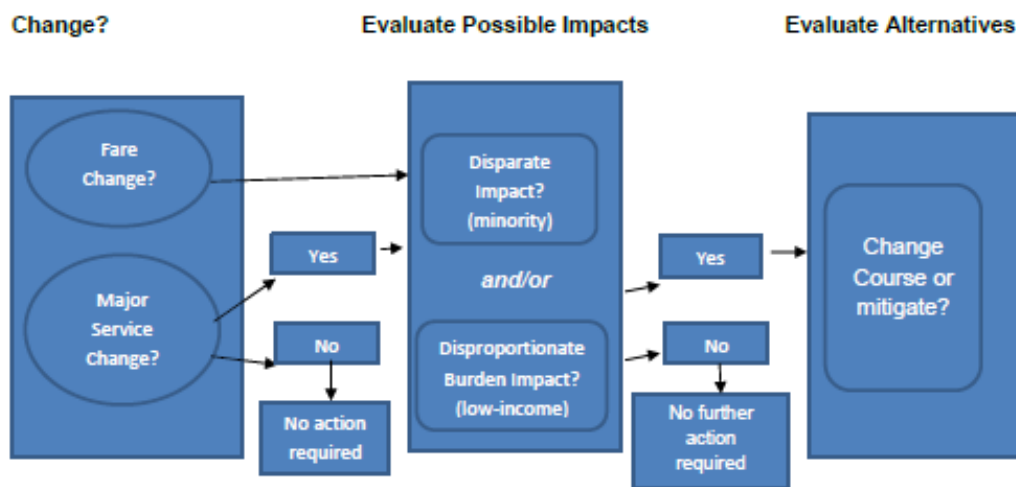 Change?
Evaluate Possible Impacts
Evaluate Alternatives
Fare
Change?
Major
Service
Change?
Yes
No
No action
required
Disparate
Impact?
(minority)
and/or
Disproportionate
Burden Impact?
(low-income)
Yes
No
No further
action
required
Change
Course or
mitigate?